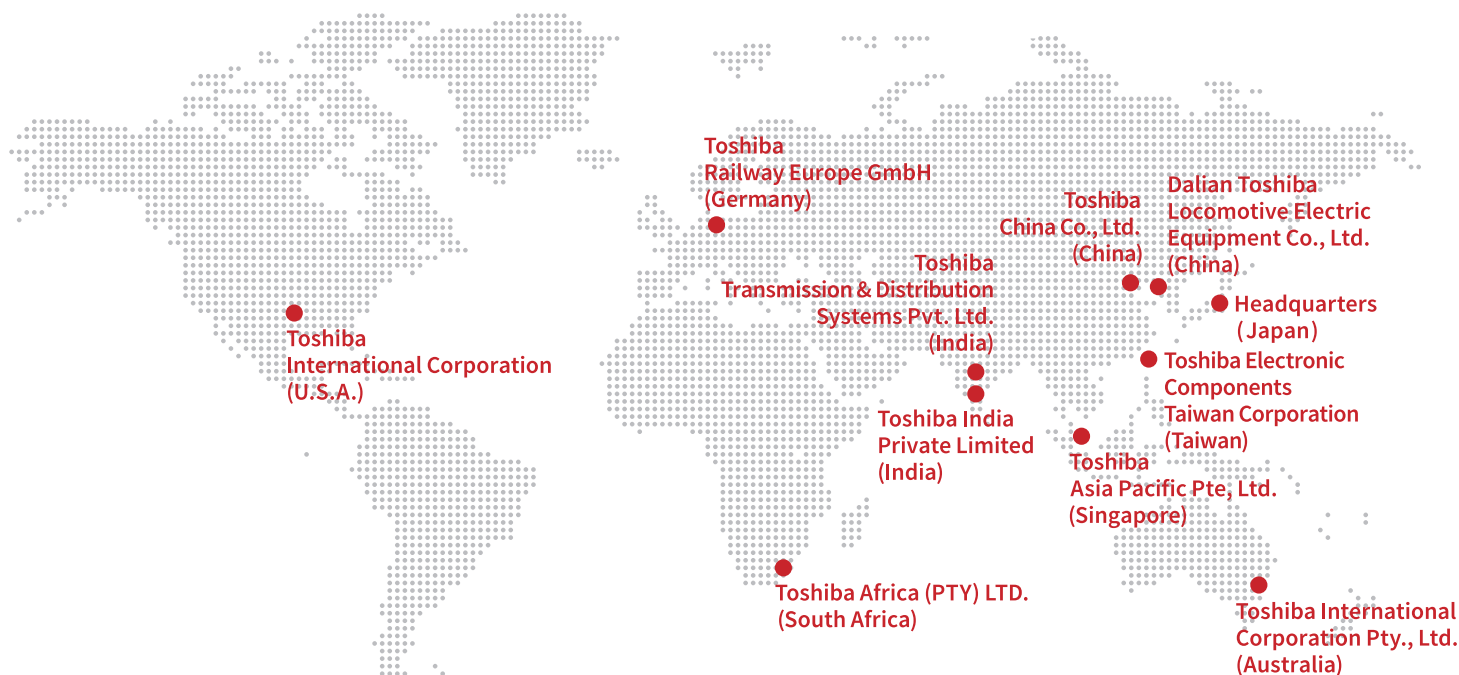 Toshiba
Railway Europe GmbH
(Germany)
Toshiba
China Co., Ltd.
(China)
Dalian Toshiba
Locomotive Electric
Equipment Co., Ltd.
(China)
Toshiba
Transmission & Distribution
Systems Pvt. Ltd.
(India)
Headquarters
(Japan)
Toshiba
International Corporation
(U.S.A.)
Toshiba Electronic
Components
Taiwan Corporation
(Taiwan)
Toshiba India
Private Limited
(India)
Toshiba
Asia Pacific Pte, Ltd.
(Singapore)
Toshiba Africa (PTY) LTD.
(South Africa)
Toshiba International
Corporation Pty., Ltd.
(Australia)